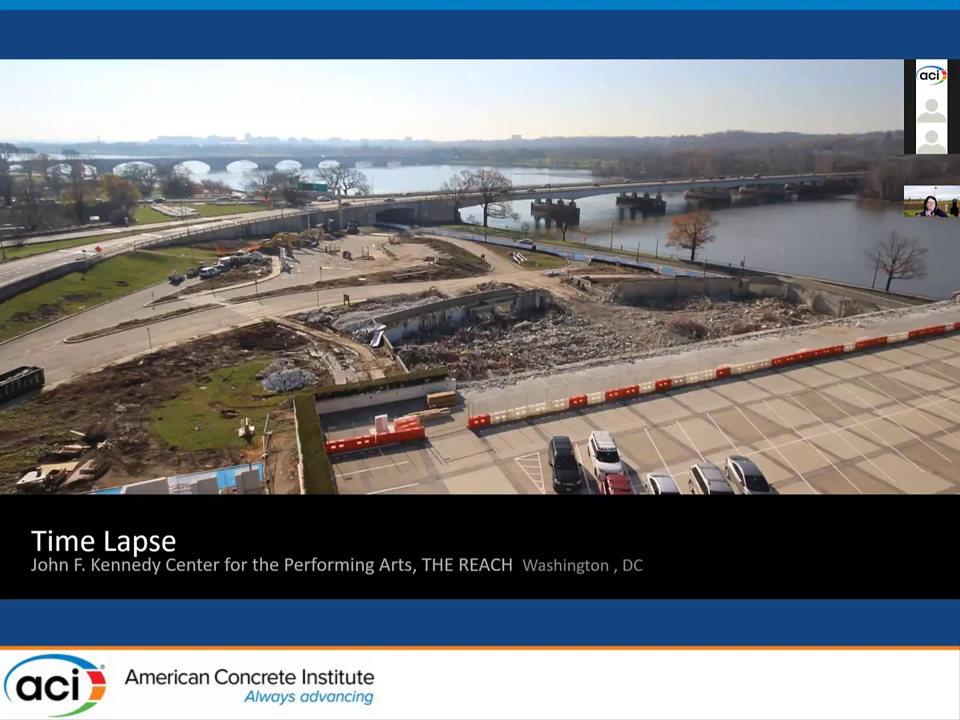 aci
Time Lapse
John F. Kennedy Center for the Performing Arts, THE REACH Washington , DC
aci®
American Concrete Institute
Always advancing